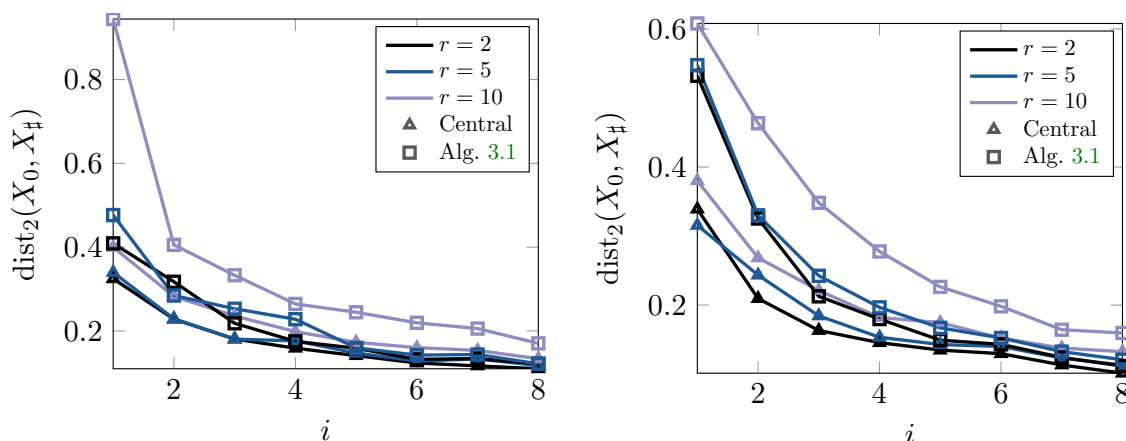 0.8
0.6
0.4
0.2
2
4
6
8
i
dist₂(X₀, X♯)
r = 2
r = 5
r = 10
Central
Alg. 3.1
0.6
0.4
0.2
2
4
6
8
i
dist₂(X₀, X♯)
r = 2
r = 5
r = 10
Central
Alg. 3.1